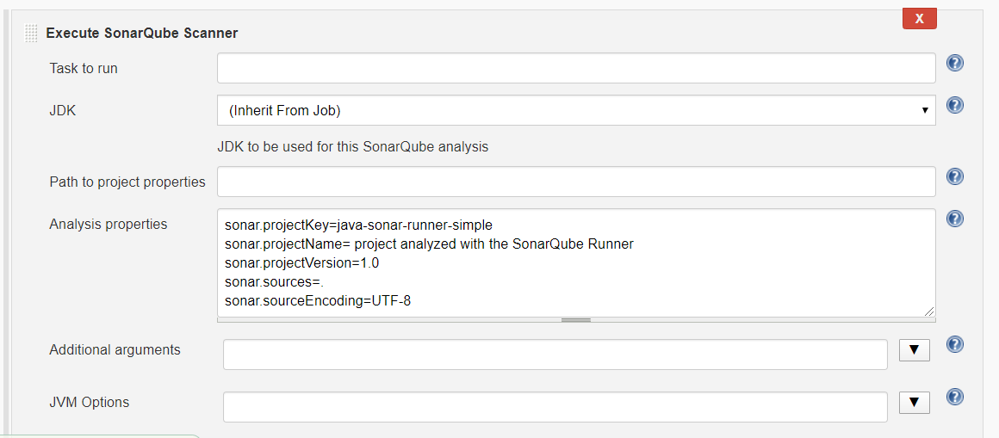 X
Execute SonarQube Scanner
Task to run
?
JDK
(Inherit From Job)
?
JDK to be used for this SonarQube analysis
Path to project properties
?
Analysis properties
?
sonar.projectKey=java-sonar-runner-simple
sonar.projectName= project analyzed with the SonarQube Runner
sonar.projectVersion=1.0
sonar.sources=.
sonar.sourceEncoding=UTF-8
Additional arguments
?
JVM Options
?